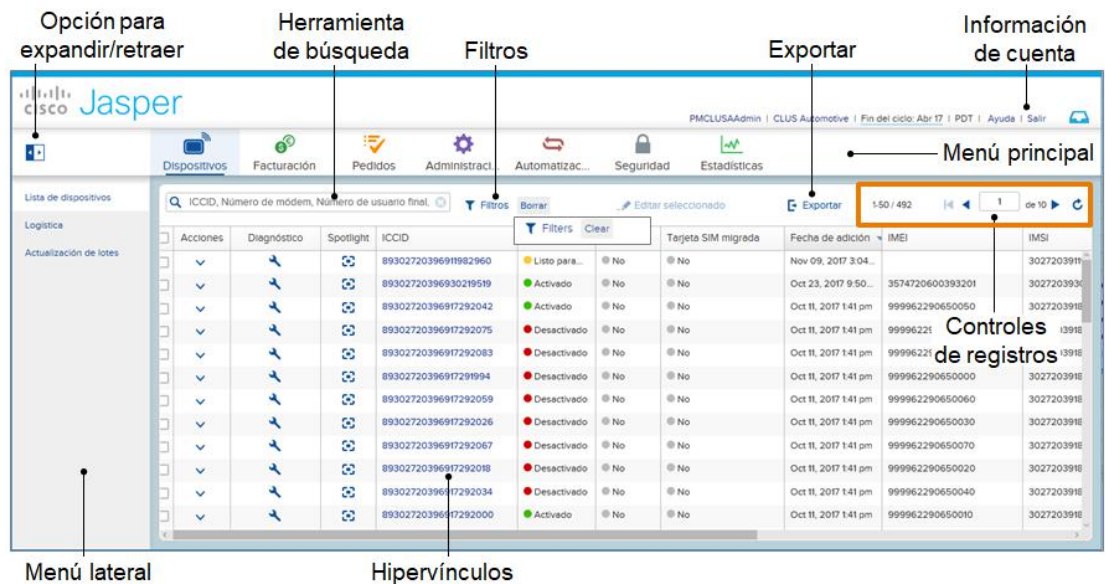 Opción para
expandir/retraer
Herramienta
de búsqueda
Filtros
Exportar
Información
de cuenta
cisco Jasper
PMCLUSAAdmin | CLUS Automotive | Fin del ciclo: Abr 17 | PDT | Ayuda | Salir
Dispositivos Facturación Pedidos Administraci... Automatizac... Seguridad Estadísticas
Menú principal
Lista de dispositivos
Logística
Actualización de lotes
ICCID, Número de módem, Número de usuario final, Filtros Borrar Editar seleccionado Exportar 1-50 / 492 1 de 10
Filters Clear
Acciones Diagnóstico Spotlight ICCID Tarjeta SIM migrada Fecha de adición IMEI IMSI
89302720396911982960 Listo para... No No Nov 09, 2017 3:04...
89302720396930219519 Activado No No Oct 23, 2017 9:50... 3574720600393201
89302720396917292042 Activado No No Oct 11, 2017 1:41 pm 999962290650050
89302720396917292075 Desactivado No No Oct 11, 2017 1:41 pm
89302720396917292083 Desactivado No No Oct 11, 2017 1:41 pm
Controles
de registros
89302720396917291994 Desactivado No No Oct 11, 2017 1:41 pm 999962290650000
89302720396917292059 Desactivado No No Oct 11, 2017 1:41 pm 999962290650060
89302720396917292026 Desactivado No No Oct 11, 2017 1:41 pm 999962290650030
89302720396917292067 Desactivado No No Oct 11, 2017 1:41 pm 999962290650070
89302720396917292018 Desactivado No No Oct 11, 2017 1:41 pm 999962290650020
89302720396917292034 Desactivado No No Oct 11, 2017 1:41 pm 999962290650040
89302720396917292000 Activado No No Oct 11, 2017 1:41 pm 999962290650010
Menú lateral
Hipervínculos